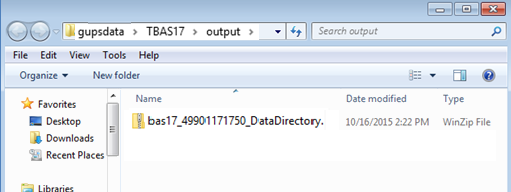 gupsdata TBAS17 output Search output
File Edit View Tools Help
Organize New folder
Favorites
Desktop
Downloads
Recent Places
Libraries
Name Date modified Type
bas17_49901171750_DataDirectory. 10/16/2015 2:22 PM WinZip File